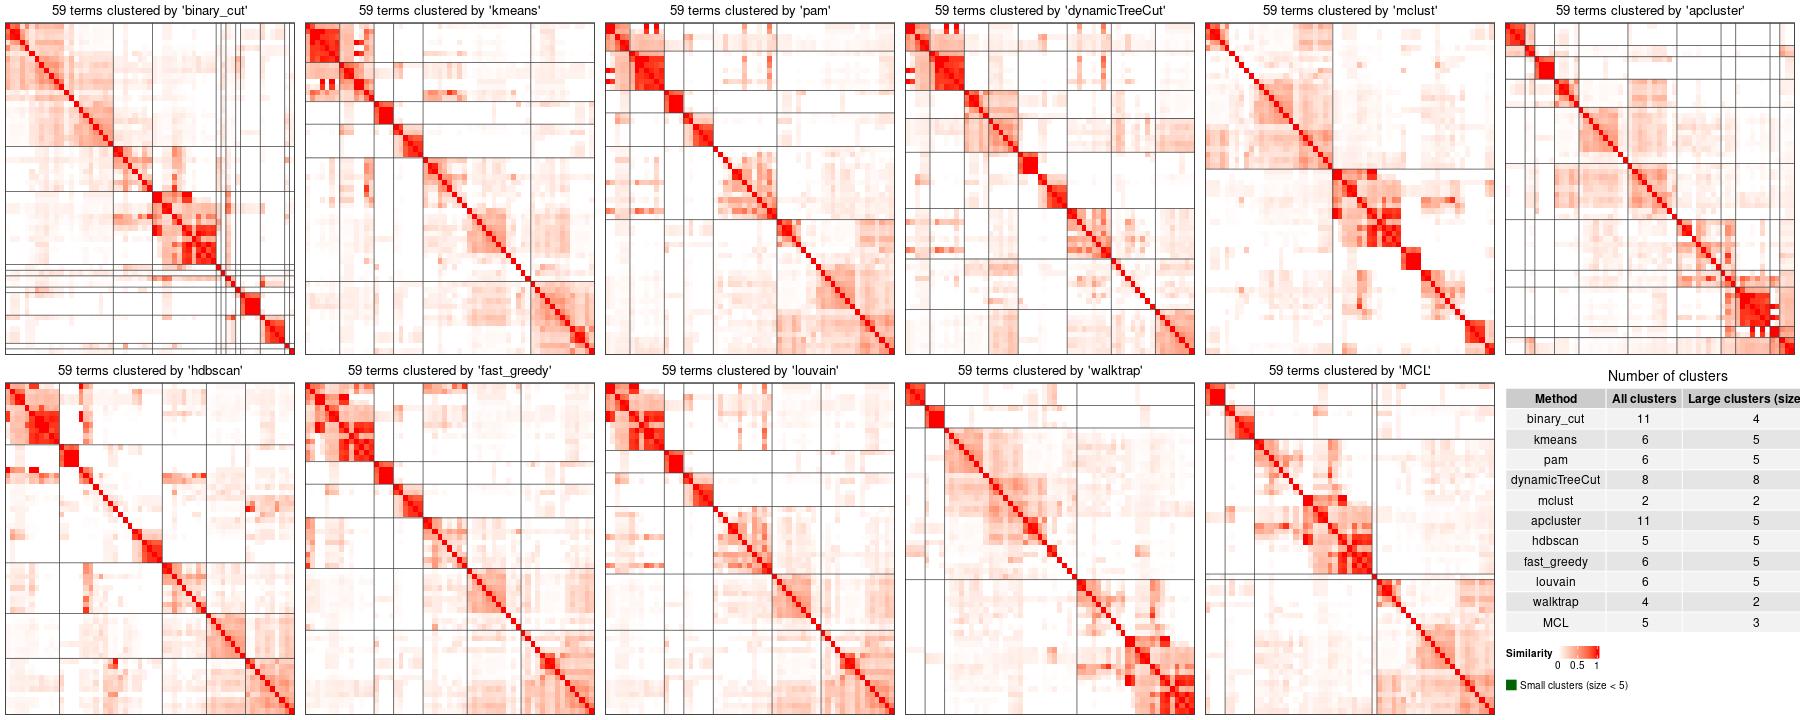 59 terms clustered by 'binary_cut'
59 terms clustered by 'kmeans'
59 terms clustered by 'pam'
59 terms clustered by 'dynamicTreeCut'
59 terms clustered by 'mclust'
59 terms clustered by 'apcluster'
59 terms clustered by 'hdbscan'
59 terms clustered by 'fast_greedy'
59 terms clustered by 'louvain'
59 terms clustered by 'walktrap'
59 terms clustered by 'MCL'
Number of clusters
Method All clusters Large clusters (size
binary_cut 11 4
kmeans 6 5
pam 6 5
dynamicTreeCut 8 8
mclust 2 2
apcluster 11 5
hdbscan 5 5
fast_greedy 6 5
louvain 6 5
walktrap 4 2
MCL 5 3
Similarity
0 0.5 1
Small clusters (size < 5)